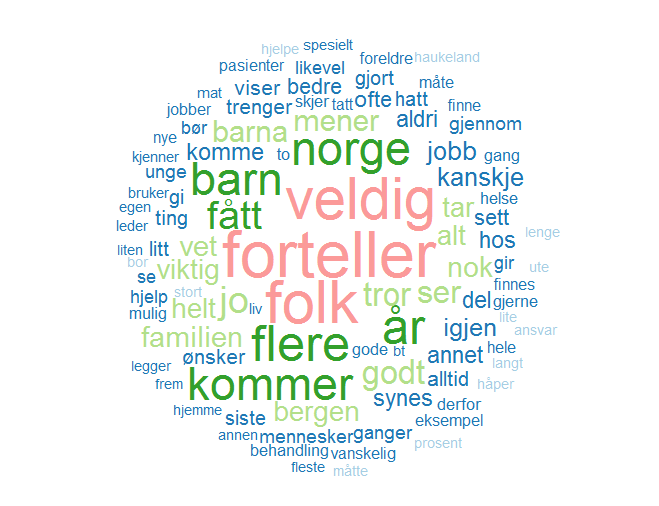 hjelpe spesielt
pasienter likevel foreldre haukeland
mat viser bedre gjort måte
jobber trenger skjer tatt ofte hatt finne
nye bør barna mener aldri gjennom
kjenner komme to norge jobb gang
unge barn veldig kanskje helse
bruker gi fått tar sett
egen ting alt hos lenge
leder litt vet forteller nok gir ute
liten viktig
bor se folk tror ser del finnes gjerne
hjelp stort helt jo liv år lite
mulig familien flere igjen ansvar
ønsker gode bt annet hele langt
legger kommer godt alltid håper
frem synes derfor
hjemme siste bergen eksempel
annen mennesker ganger prosent
behandling vanskelig
fleste måtte